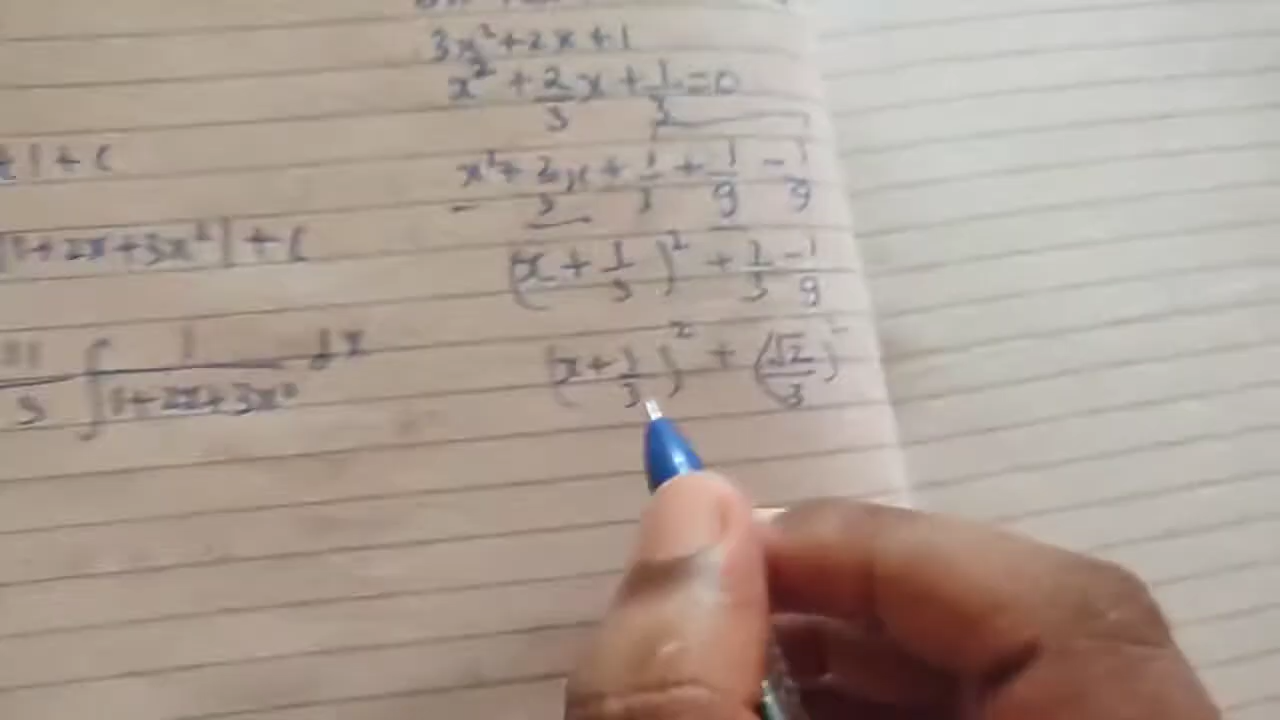 3x²+2x+1
x² + 2/3 x + 1/3 = 0
x² + 2/3 x + 1/3 + 1/9 - 1/9
(x + 1/3)² + 1/3 - 1/9
(x + 1/3)² + (√2/3)²
| + c
|1+2x+3x²| + c
∫ 1/(1+2x+3x²) dx